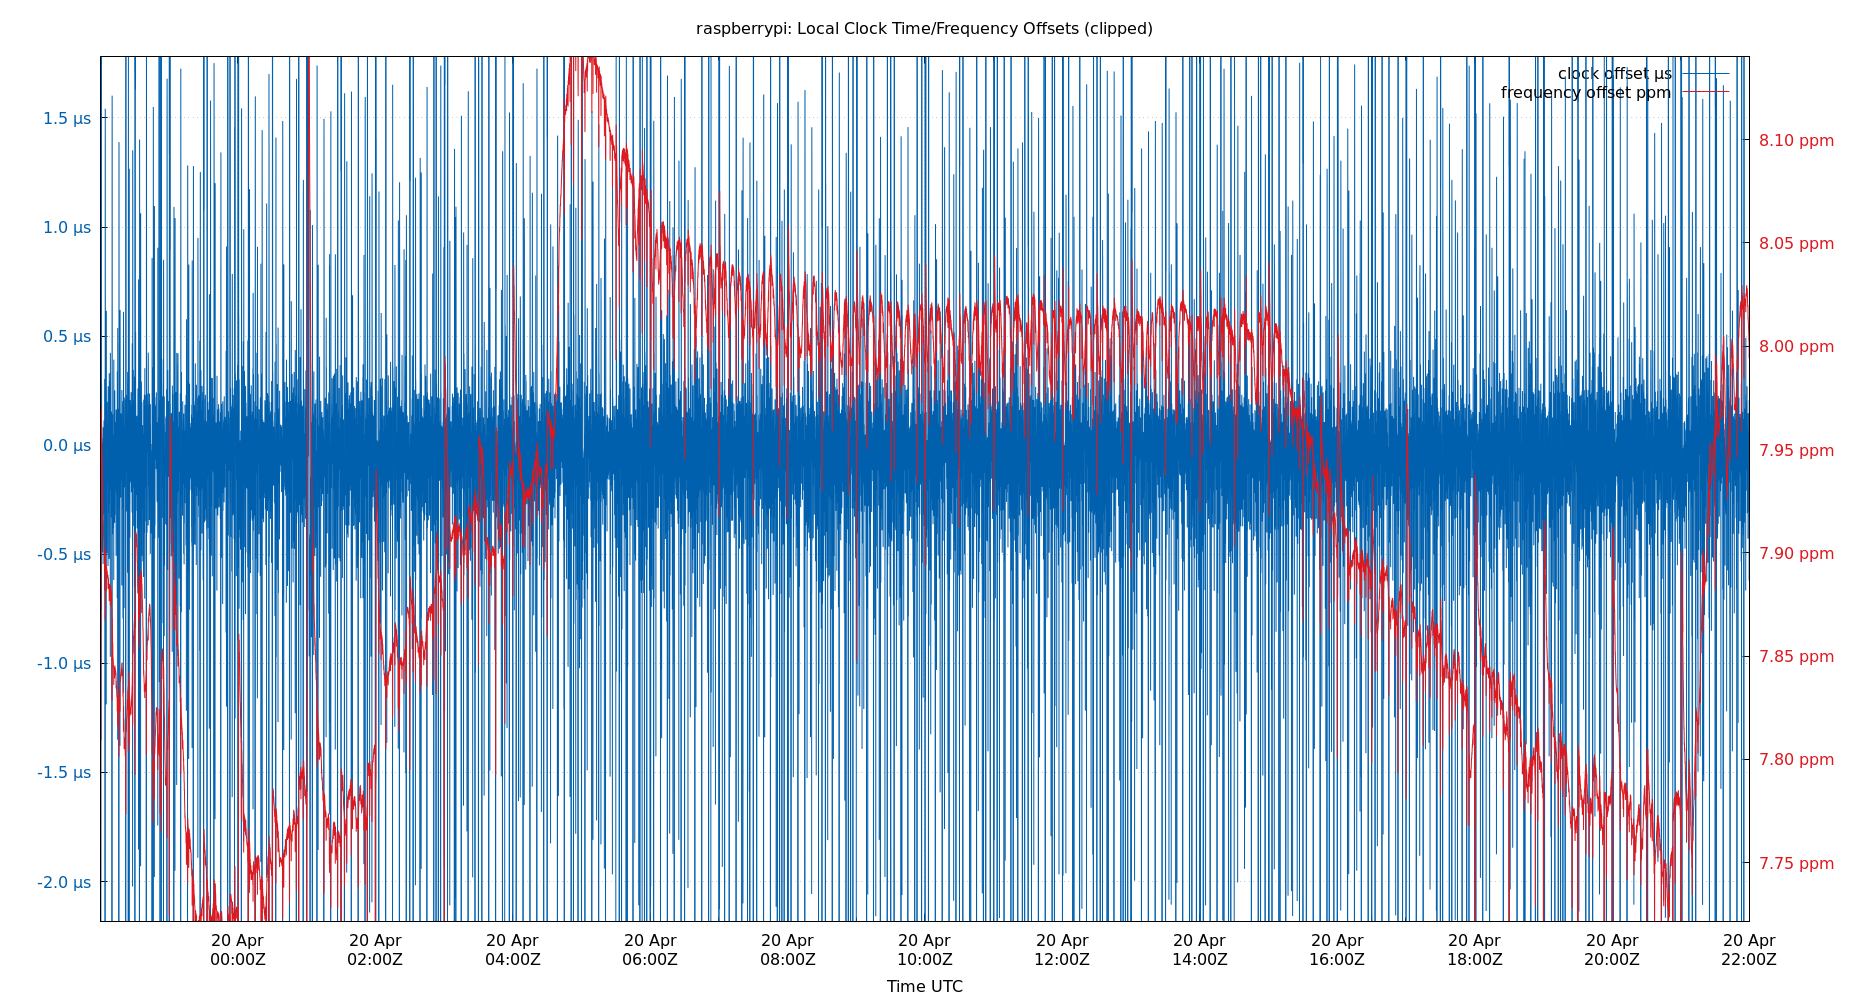 raspberrypi: Local Clock Time/Frequency Offsets (clipped)
clock offset µs
frequency offset ppm
1.5 µs
1.0 µs
0.5 µs
0.0 µs
-0.5 µs
-1.0 µs
-1.5 µs
-2.0 µs
8.10 ppm
8.05 ppm
8.00 ppm
7.95 ppm
7.90 ppm
7.85 ppm
7.80 ppm
7.75 ppm
20 Apr 20 Apr 20 Apr 20 Apr 20 Apr 20 Apr 20 Apr 20 Apr 20 Apr 20 Apr 20 Apr 20 Apr
00:00Z 02:00Z 04:00Z 06:00Z 08:00Z 10:00Z 12:00Z 14:00Z 16:00Z 18:00Z 20:00Z 22:00Z
Time UTC